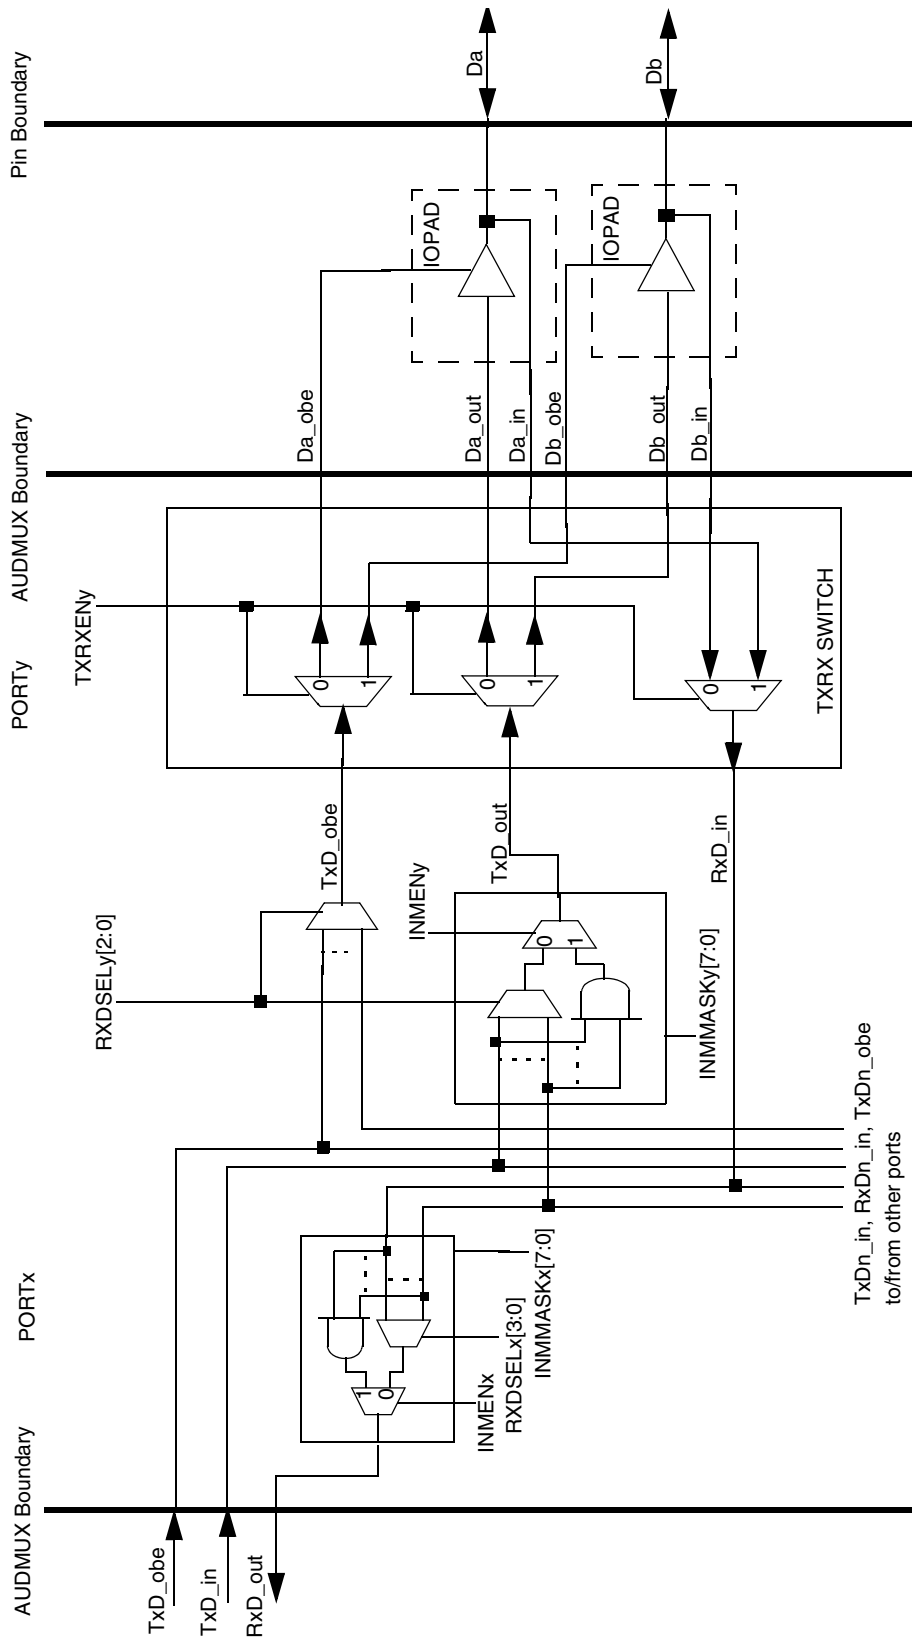 AUDMUX Boundary
PORTx
PORTy
AUDMUX Boundary
Pin Boundary
TxD_obe
TxD_in
RxD_out
INMENx
RXDSELx[3:0]
INMMASKx[7:0]
1
0
RXDSELy[2:0]
INMENy
0
1
INMMASKy[7:0]
TxD_obe
TxD_out
RxD_in
TxDn_in, RxDn_in, TxDn_obe
to/from other ports
TXRXENy
0
1
0
1
0
1
TXRX SWITCH
Da_obe
Da_out
Da_in
Db_obe
Db_out
Db_in
IOPAD
IOPAD
Da
Db